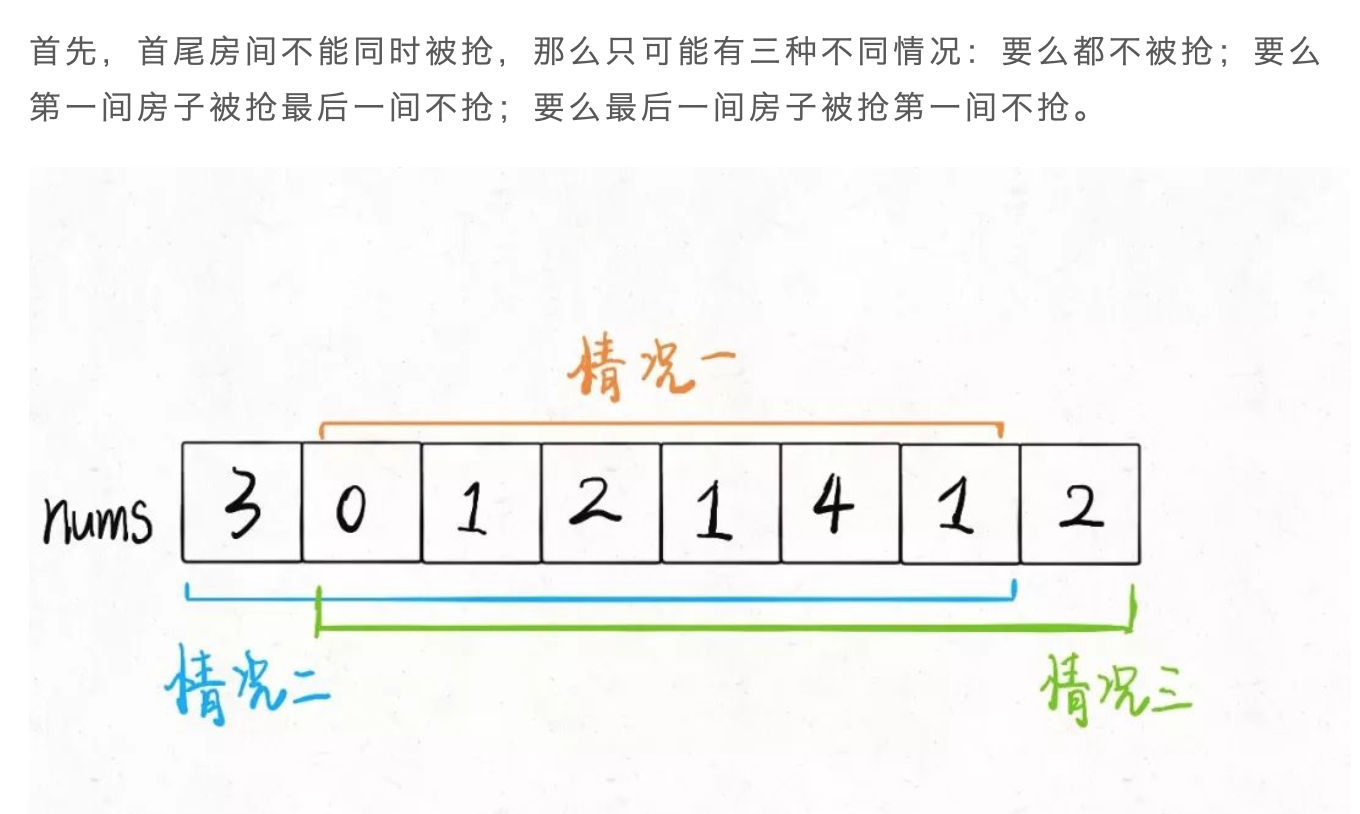 首先，首尾房间不能同时被抢，那么只可能有三种不同情况：要么都不被抢；要么
第一间房子被抢最后一间不抢；要么最后一间房子被抢第一间不抢。
情况一
nums 3 0 1 2 1 4 1 2
情况二 情况三